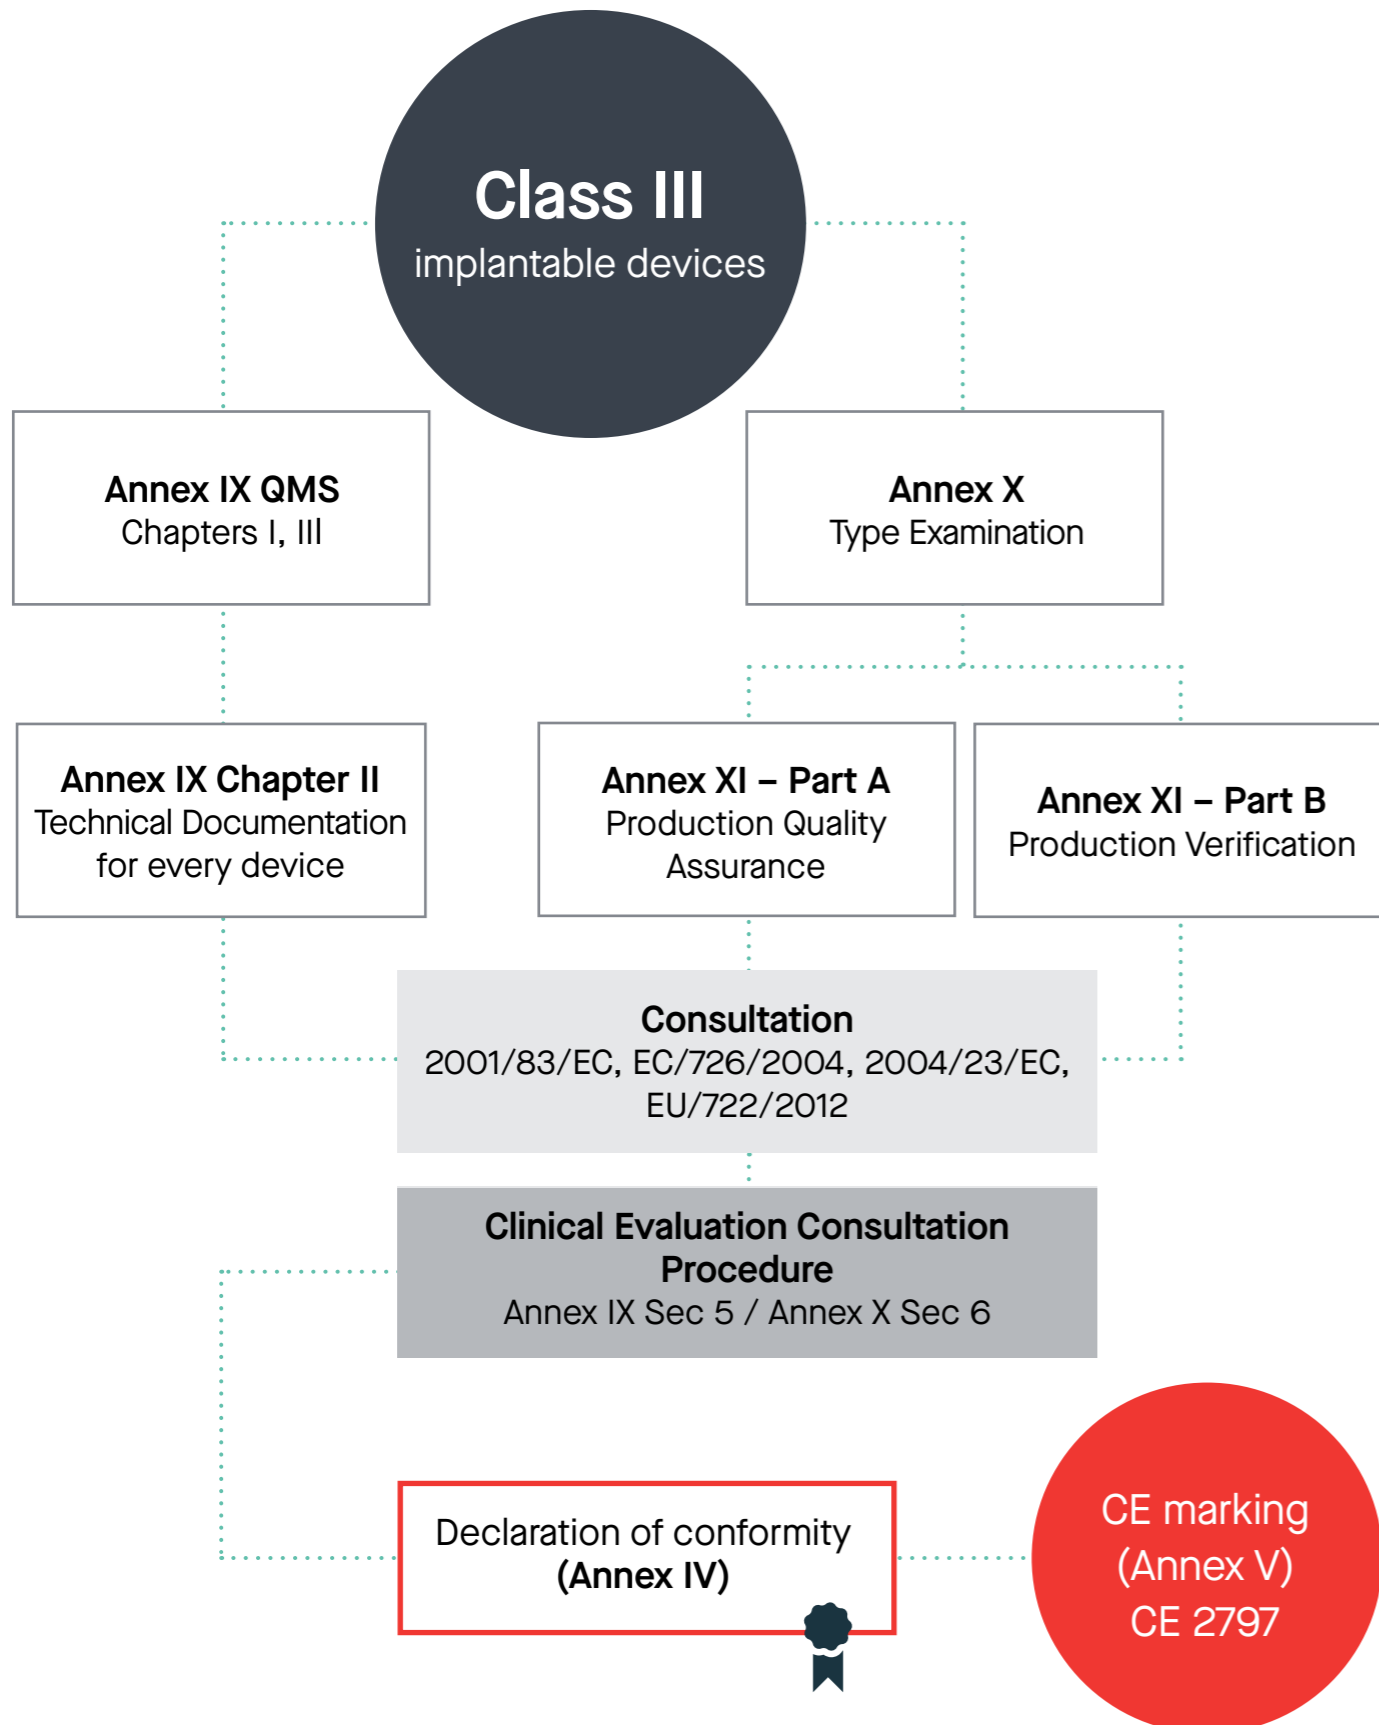 Class III
implantable devices
Annex IX QMS
Chapters I, III
Annex X
Type Examination
Annex IX Chapter II
Technical Documentation
for every device
Annex XI – Part A
Production Quality
Assurance
Annex XI – Part B
Production Verification
Consultation
2001/83/EC, EC/726/2004, 2004/23/EC,
EU/722/2012
Clinical Evaluation Consultation
Procedure
Annex IX Sec 5 / Annex X Sec 6
Declaration of conformity
(Annex IV)
CE marking
(Annex V)
CE 2797